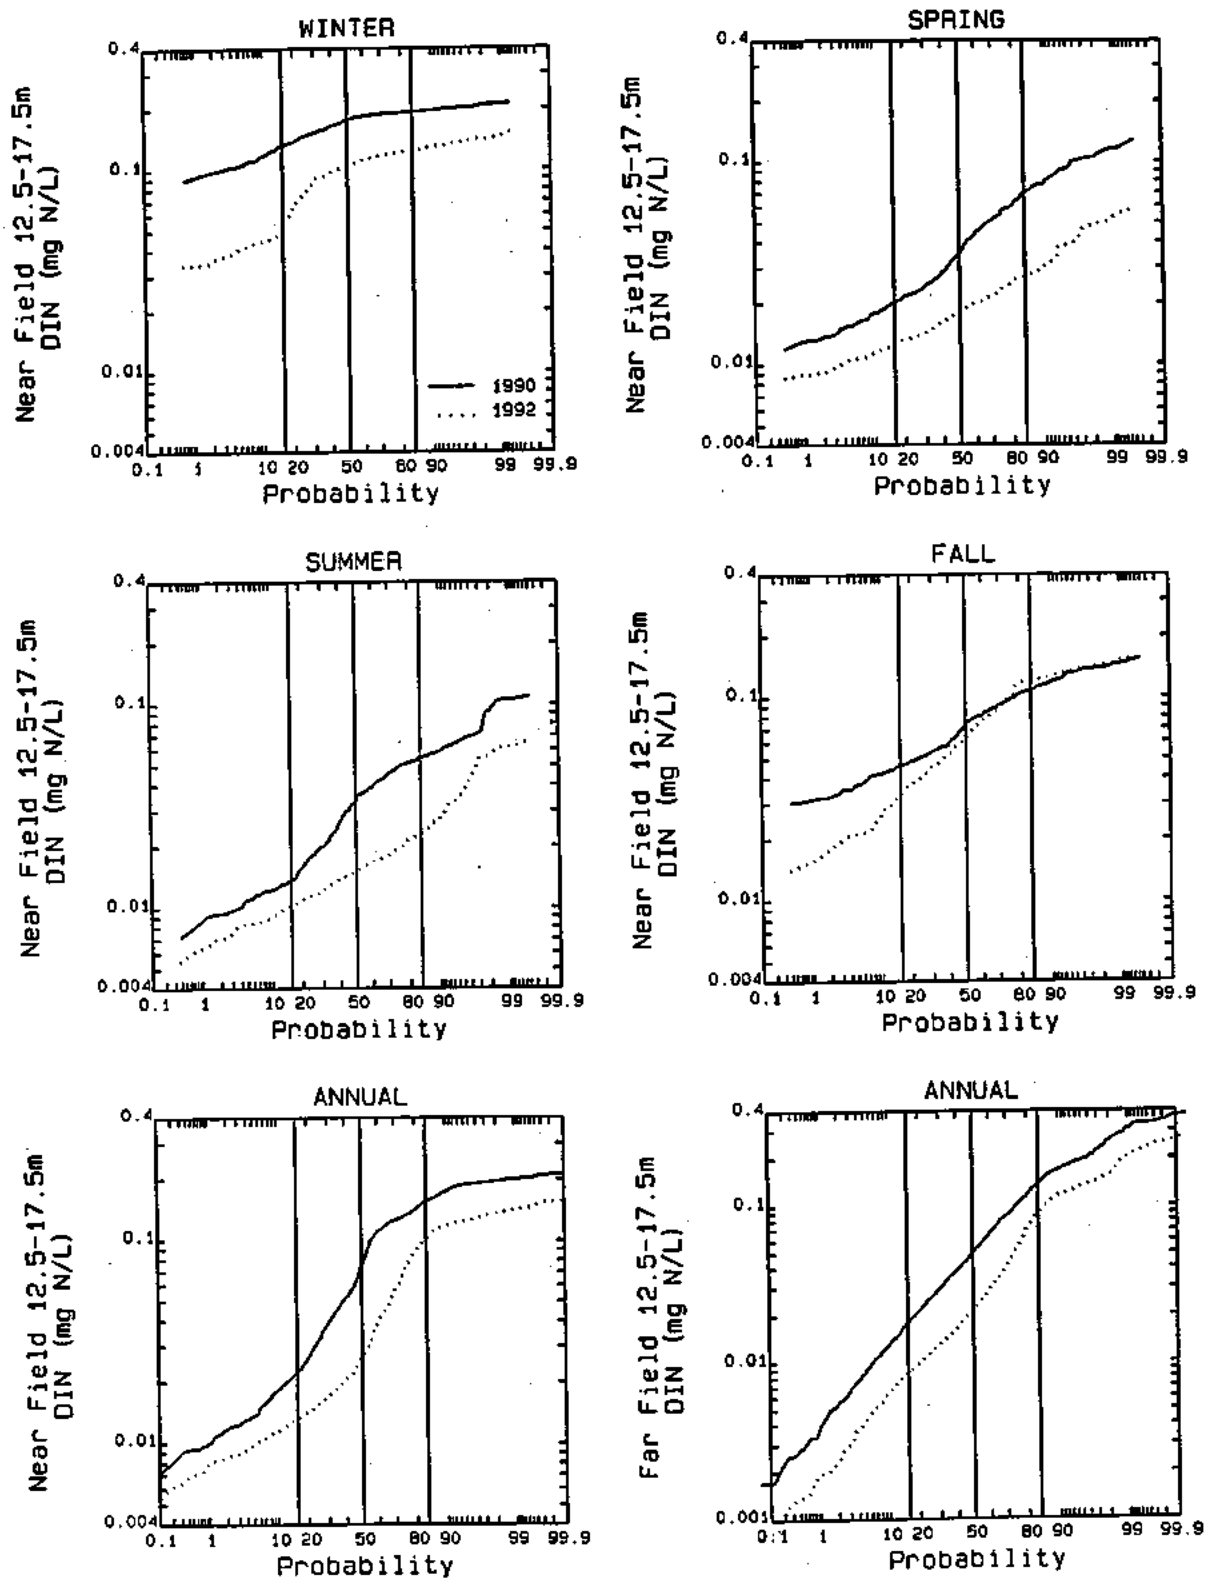 WINTER
0.4
0.1
0.01
0.004
Near Field 12.5-17.5m
DIN (mg N/L)
1990
1992
0.1 1 10 20 50 80 90 99 99.9
Probability
SPRING
0.4
0.1
0.01
0.004
Near Field 12.5-17.5m
DIN (mg N/L)
0.1 1 10 20 50 80 90 99 99.9
Probability
SUMMER
0.4
0.1
0.01
0.004
Near Field 12.5-17.5m
DIN (mg N/L)
0.1 1 10 20 50 80 90 99 99.9
Probability
FALL
0.4
0.1
0.01
0.004
Near Field 12.5-17.5m
DIN (mg N/L)
0.1 1 10 20 50 80 90 99 99.9
Probability
ANNUAL
0.4
0.1
0.01
0.004
Near Field 12.5-17.5m
DIN (mg N/L)
0.1 1 10 20 50 80 90 99 99.9
Probability
ANNUAL
0.4
0.1
0.01
0.001
Far Field 12.5-17.5m
DIN (mg N/L)
0.1 1 10 20 50 80 90 99 99.9
Probability